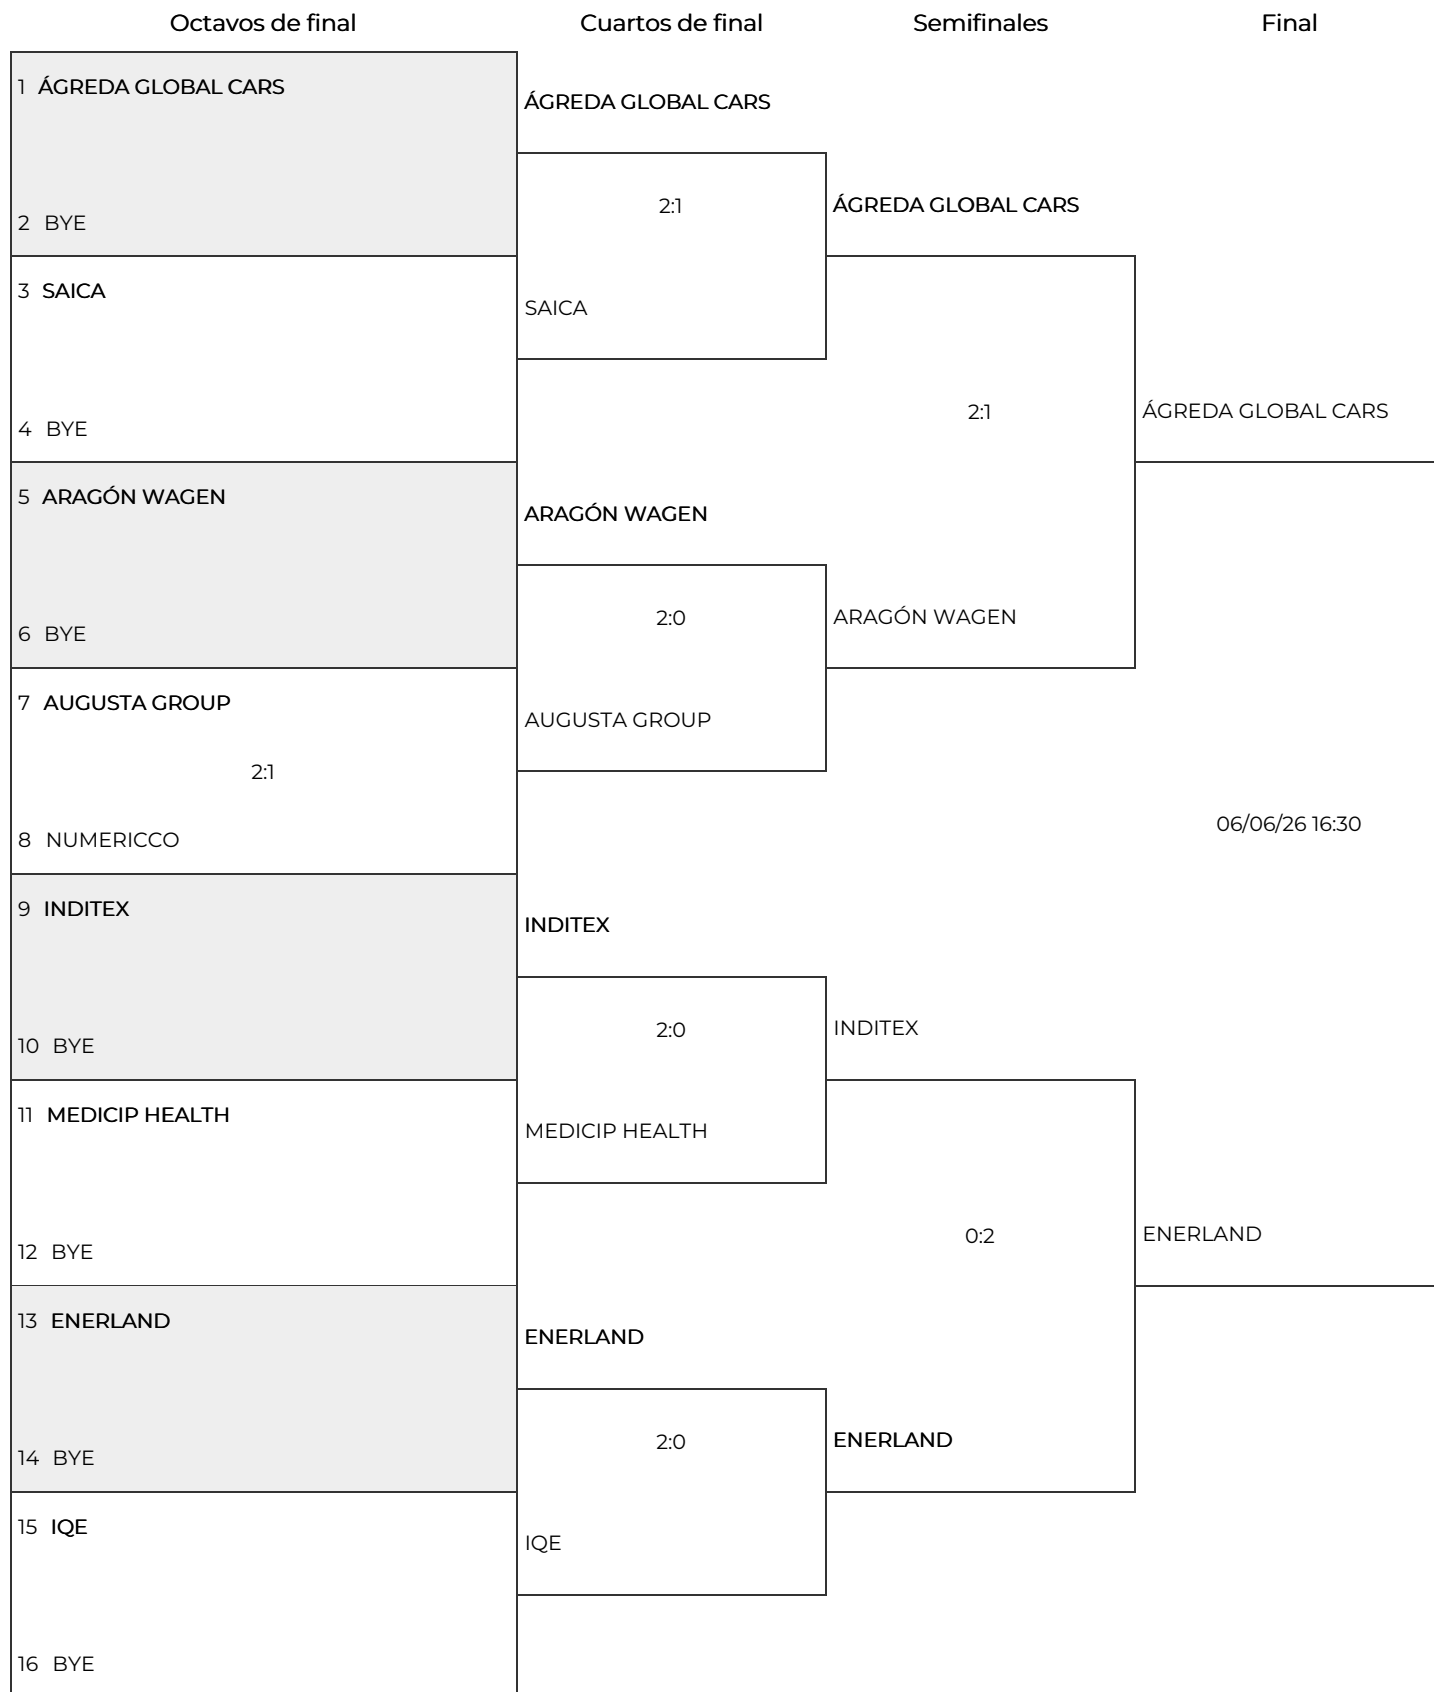 Octavos de final
Cuartos de final
Semifinales
Final
1 ÁGREDA GLOBAL CARS
2 BYE
3 SAICA
4 BYE
5 ARAGÓN WAGEN
6 BYE
7 AUGUSTA GROUP
2:1
8 NUMERICCO
9 INDITEX
10 BYE
11 MEDICIP HEALTH
12 BYE
13 ENERLAND
14 BYE
15 IQE
16 BYE
ÁGREDA GLOBAL CARS
2:1
SAICA
ARAGÓN WAGEN
2:0
AUGUSTA GROUP
INDITEX
2:0
MEDICIP HEALTH
ENERLAND
2:0
IQE
ÁGREDA GLOBAL CARS
2:1
ARAGÓN WAGEN
INDITEX
0:2
ENERLAND
ÁGREDA GLOBAL CARS
06/06/26 16:30
ENERLAND